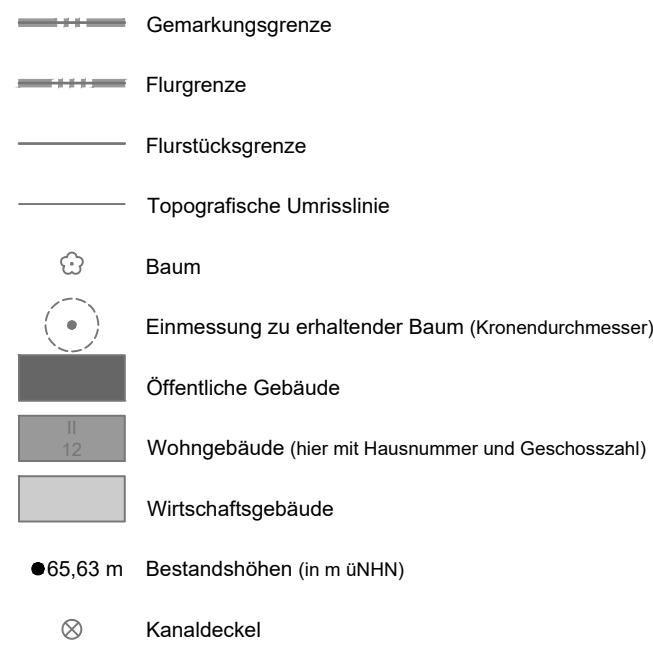 Gemarkungsgrenze
Flurgrenze
Flurstücksgrenze
Topografische Umrisslinie
Baum
Einmessung zu erhaltender Baum (Kronendurchmesser)
Öffentliche Gebäude
II
12 Wohngebäude (hier mit Hausnummer und Geschosszahl)
Wirtschaftsgebäude
65,63 m Bestandshöhen (in m üNHN)
Kanaldeckel